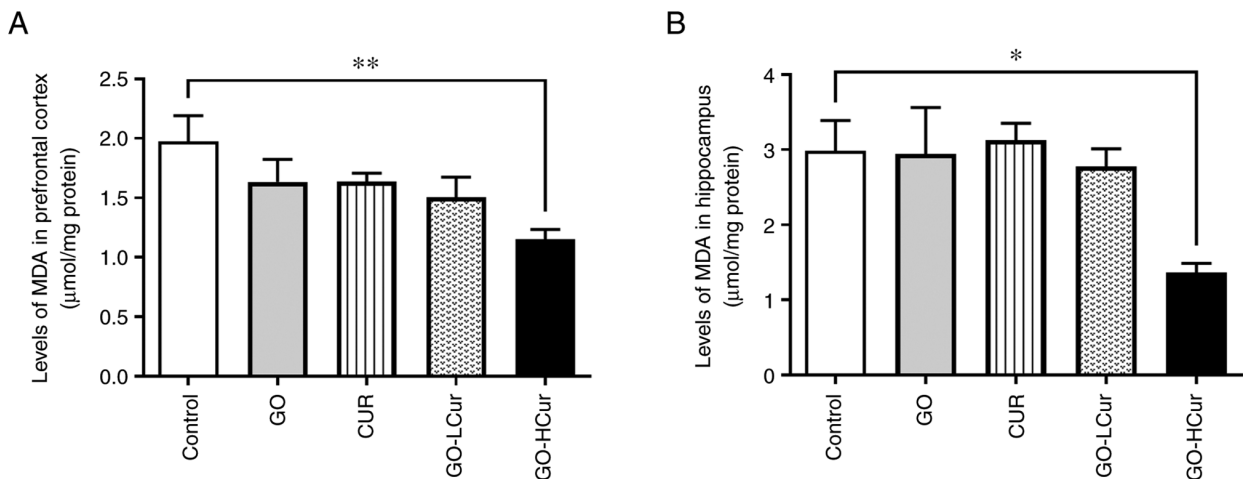 A
Levels of MDA in prefrontal cortex
(μmol/mg protein)
2.5
2.0
1.5
1.0
0.5
0.0
**
Control
GO
CUR
GO-LCur
GO-HCur
B
Levels of MDA in hippocampus
(μmol/mg protein)
4
3
2
1
0
*
Control
GO
CUR
GO-LCur
GO-HCur